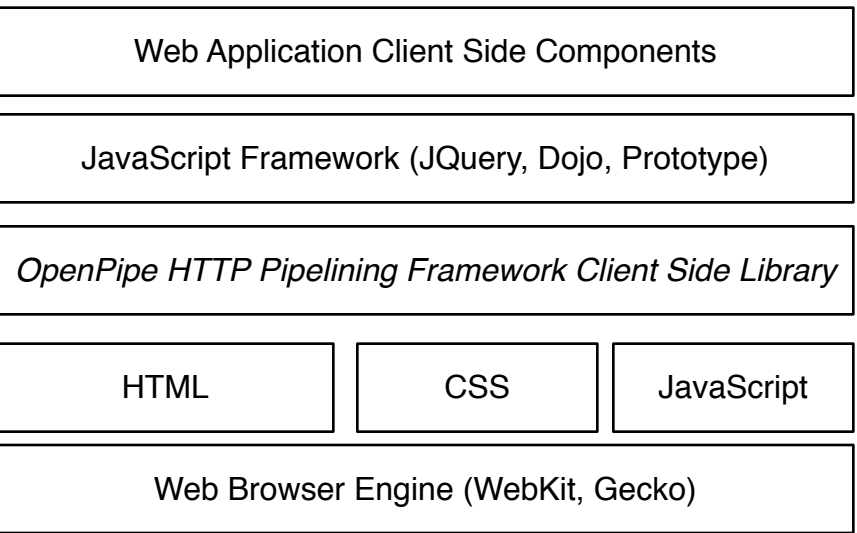 Web Application Client Side Components
JavaScript Framework (JQuery, Dojo, Prototype)
OpenPipe HTTP Pipelining Framework Client Side Library
HTML
CSS
JavaScript
Web Browser Engine (WebKit, Gecko)